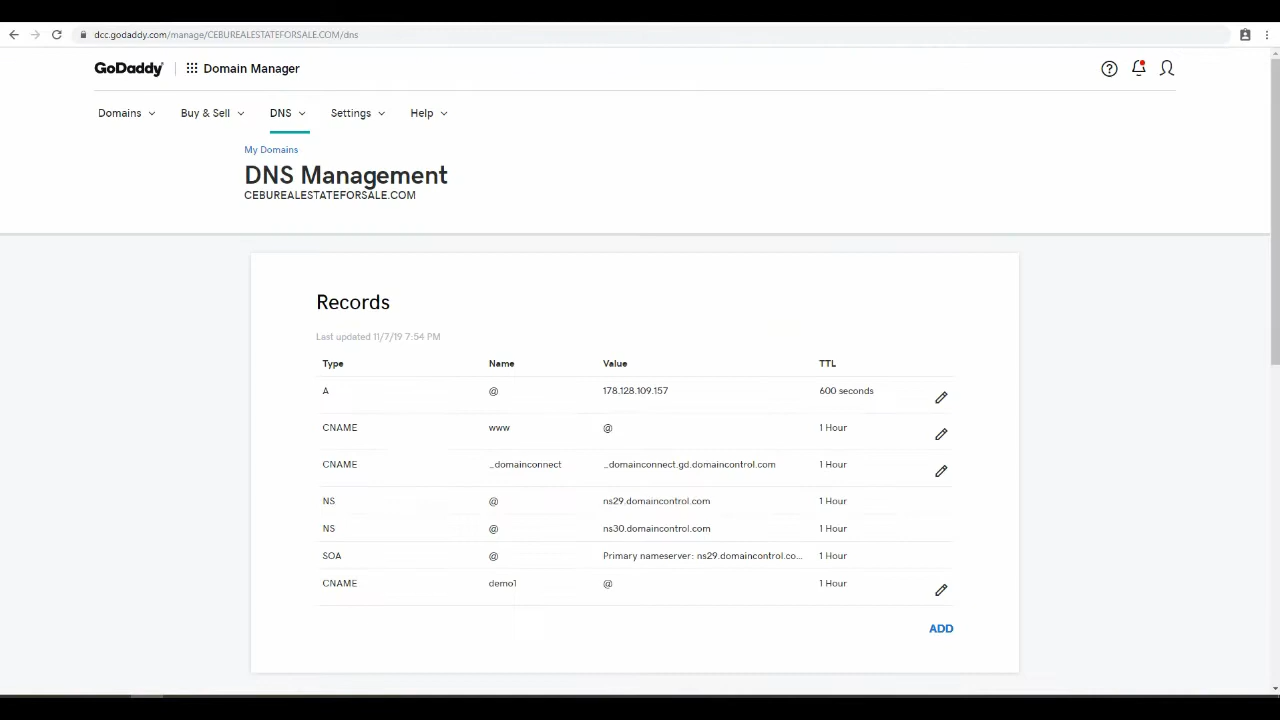 dcc.godaddy.com/manage/CEBUREALESTATEFORSALE.COM/dns
GoDaddy Domain Manager
Domains Buy & Sell DNS Settings Help
My Domains
DNS Management
CEBUREALESTATEFORSALE.COM
Records
Last updated 11/7/19 7:54 PM
Type Name Value TTL
A @ 178.128.109.157 600 seconds
CNAME www @ 1 Hour
CNAME _domainconnect _domainconnect.gd.domaincontrol.com 1 Hour
NS @ ns29.domaincontrol.com 1 Hour
NS @ ns30.domaincontrol.com 1 Hour
SOA @ Primary nameserver: ns29.domaincontrol.co... 1 Hour
CNAME demo1 @ 1 Hour
ADD